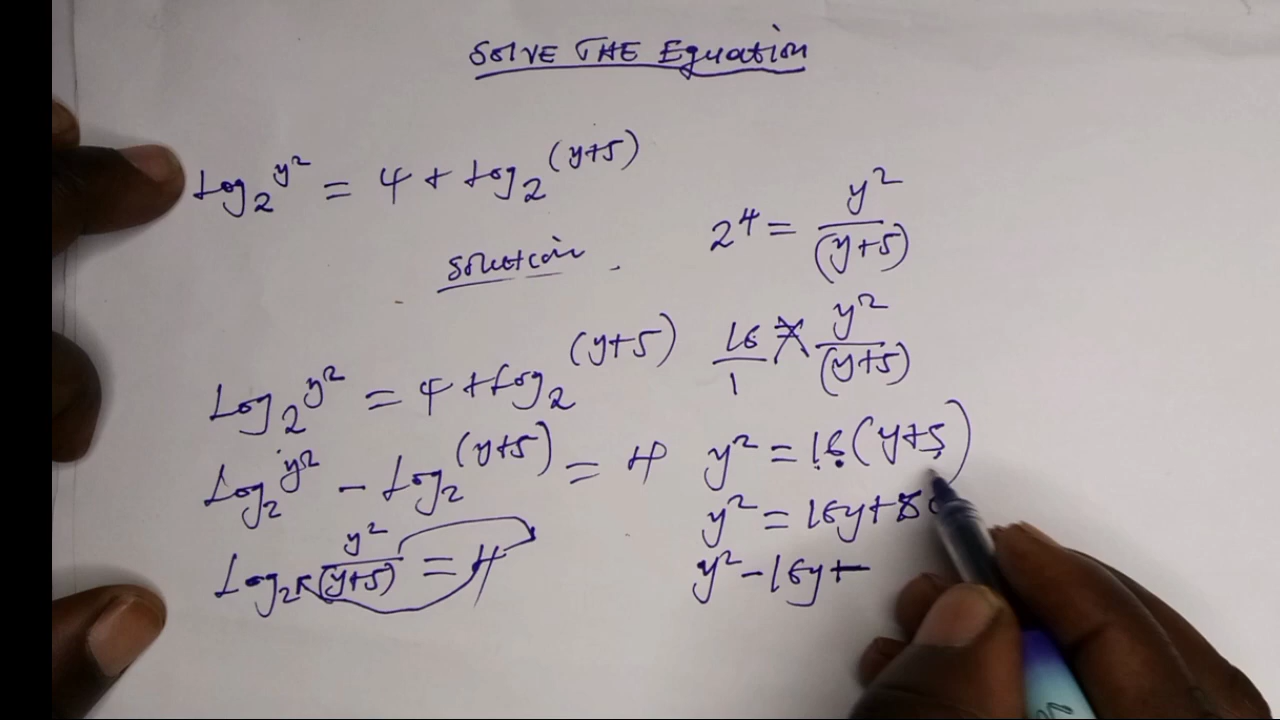 SOLVE THE Equation
Log₂ y² = 4 + Log₂ (y+5)
Solution
Log₂ y² = 4 + Log₂ (y+5)
Log₂ y² - Log₂ (y+5) = 4
Log₂ y²/(y+5) = 4
2⁴ = y²/(y+5)
16/1 = y²/(y+5)
y² = 16(y+5)
y² = 16y+80
y² - 16y